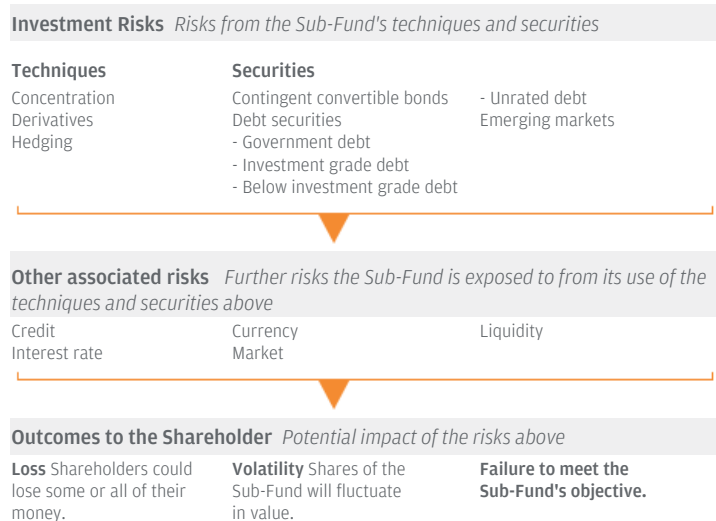 Investment Risks Risks from the Sub-Fund's techniques and securities
Techniques
Concentration
Derivatives
Hedging
Securities
Contingent convertible bonds
Debt securities
- Government debt
- Investment grade debt
- Below investment grade debt
- Unrated debt
Emerging markets
Other associated risks Further risks the Sub-Fund is exposed to from its use of the
techniques and securities above
Credit
Interest rate
Currency
Market
Liquidity
Outcomes to the Shareholder Potential impact of the risks above
Loss Shareholders could
lose some or all of their
money.
Volatility Shares of the
Sub-Fund will fluctuate
in value.
Failure to meet the
Sub-Fund's objective.